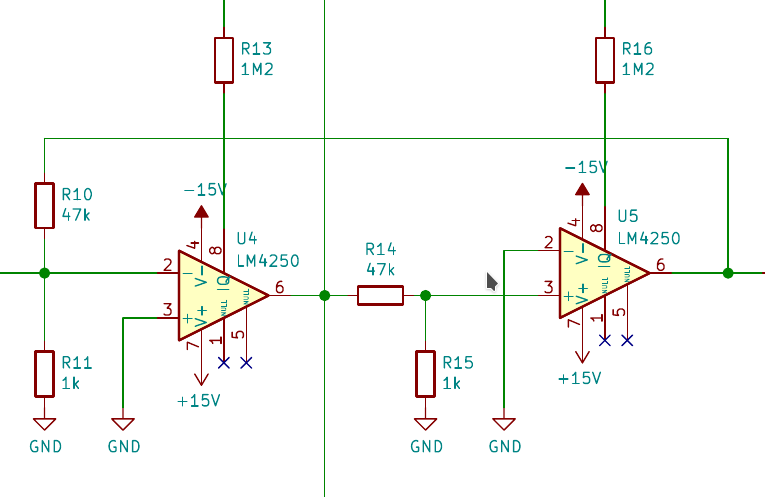 R13
1M2
R16
1M2
R10
47k
-15V
4
8
U4
LM4250
2
-
V-
IQ
6
3
+
V+
NULL
NULL
7
1
5
+15V
R11
1k
GND
GND
R14
47k
R15
1k
GND
GND
-15V
4
8
U5
LM4250
2
-
V-
IQ
6
3
+
V+
NULL
NULL
7
1
5
+15V